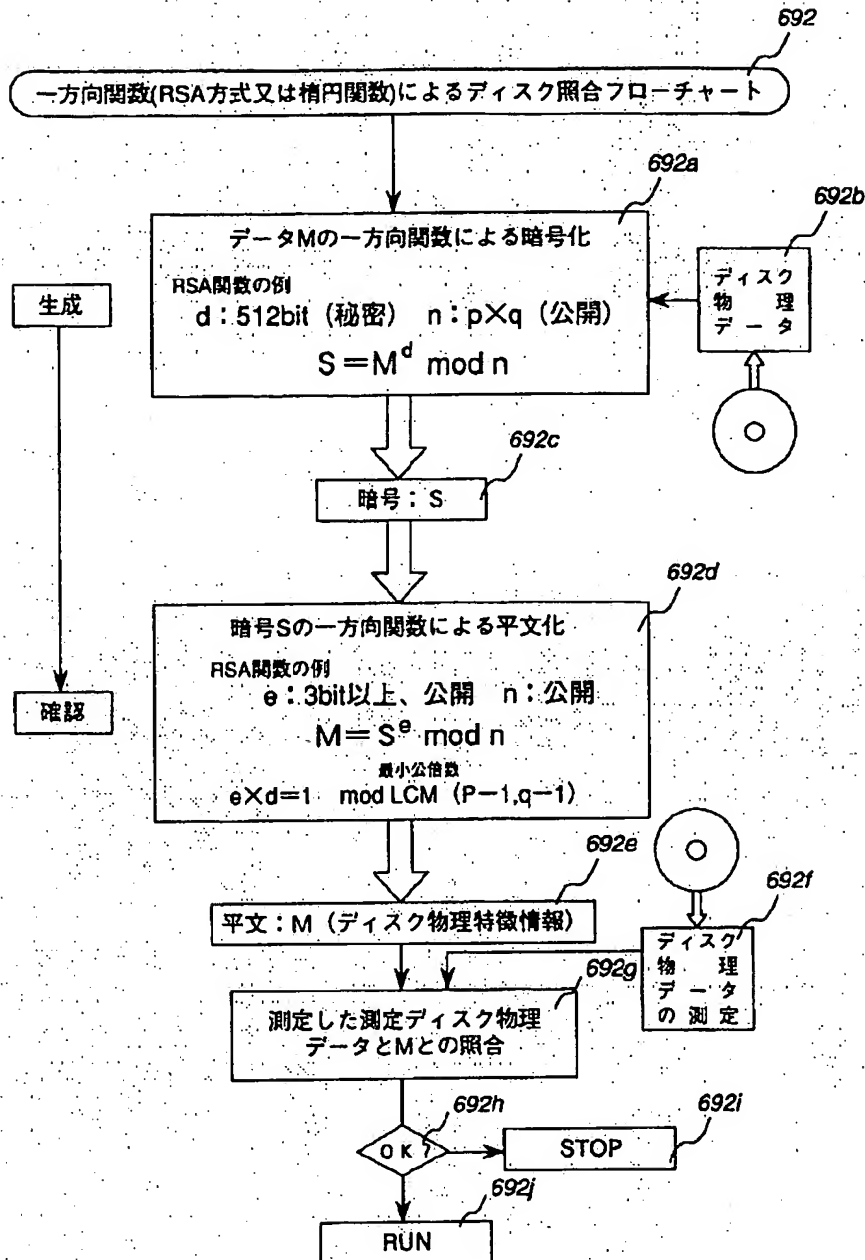 692
一方向関数(RSA方式又は楕円関数)によるディスク照合フローチャート
692a
692b
データMの一方向関数による暗号化
RSA関数の例
d：512bit（秘密） n：p×q（公開）
S＝M^d mod n
ディスク
物理
データ
生成
692c
暗号：S
692d
暗号Sの一方向関数による平文化
RSA関数の例
e：3bit以上、公開 n：公開
M＝S^e mod n
最小公倍数
e×d＝1 mod LCM（P－1,q－1）
確認
692e
平文：M（ディスク物理特徴情報）
692f
ディスク
物理
データ
の測定
692g
測定した測定ディスク物理
データとMとの照合
692h
OK?
692i
STOP
692j
RUN